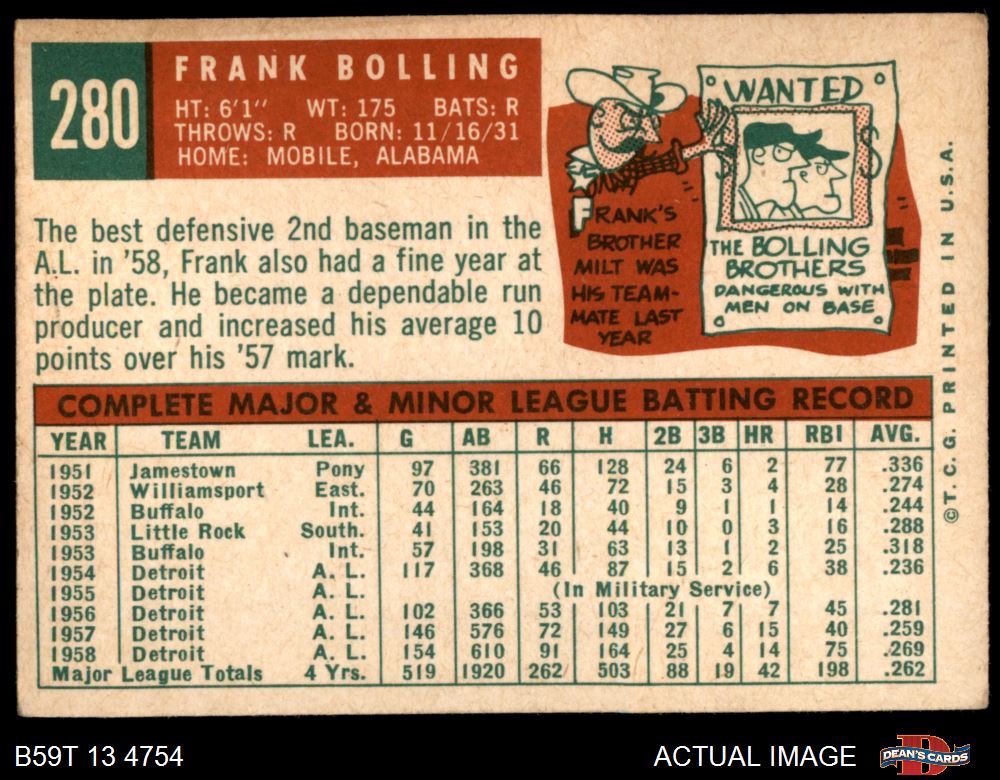 280
FRANK BOLLING
HT: 6'1" WT: 175 BATS: R
THROWS: R BORN: 11/16/31
HOME: MOBILE, ALABAMA
The best defensive 2nd baseman in the
A.L. in '58, Frank also had a fine year at
the plate. He became a dependable run
producer and increased his average 10
points over his '57 mark.
WANTED
$ $
FRANK'S
BROTHER
MILT WAS
HIS TEAM-
MATE LAST
YEAR
THE BOLLING
BROTHERS
DANGEROUS WITH
MEN ON BASE
©T. C. G. PRINTED IN U.S.A.
COMPLETE MAJOR & MINOR LEAGUE BATTING RECORD
YEAR TEAM LEA. G AB R H 2B 3B HR RBI AVG.
1951 Jamestown Pony 97 381 66 128 24 6 2 77 .336
1952 Williamsport East. 70 263 46 72 15 3 4 28 .274
1952 Buffalo Int. 44 164 18 40 9 1 1 14 .244
1953 Little Rock South. 41 153 20 44 10 0 3 16 .288
1953 Buffalo Int. 57 198 31 63 13 1 2 25 .318
1954 Detroit A. L. 117 368 46 87 15 2 6 38 .236
1955 Detroit A. L. (In Military Service)
1956 Detroit A. L. 102 366 53 103 21 7 7 45 .281
1957 Detroit A. L. 146 576 72 149 27 6 15 40 .259
1958 Detroit A. L. 154 610 91 164 25 4 14 75 .269
Major League Totals 4 Yrs. 519 1920 262 503 88 19 42 198 .262
B59T 13 4754
ACTUAL IMAGE
DEAN'S CARDS